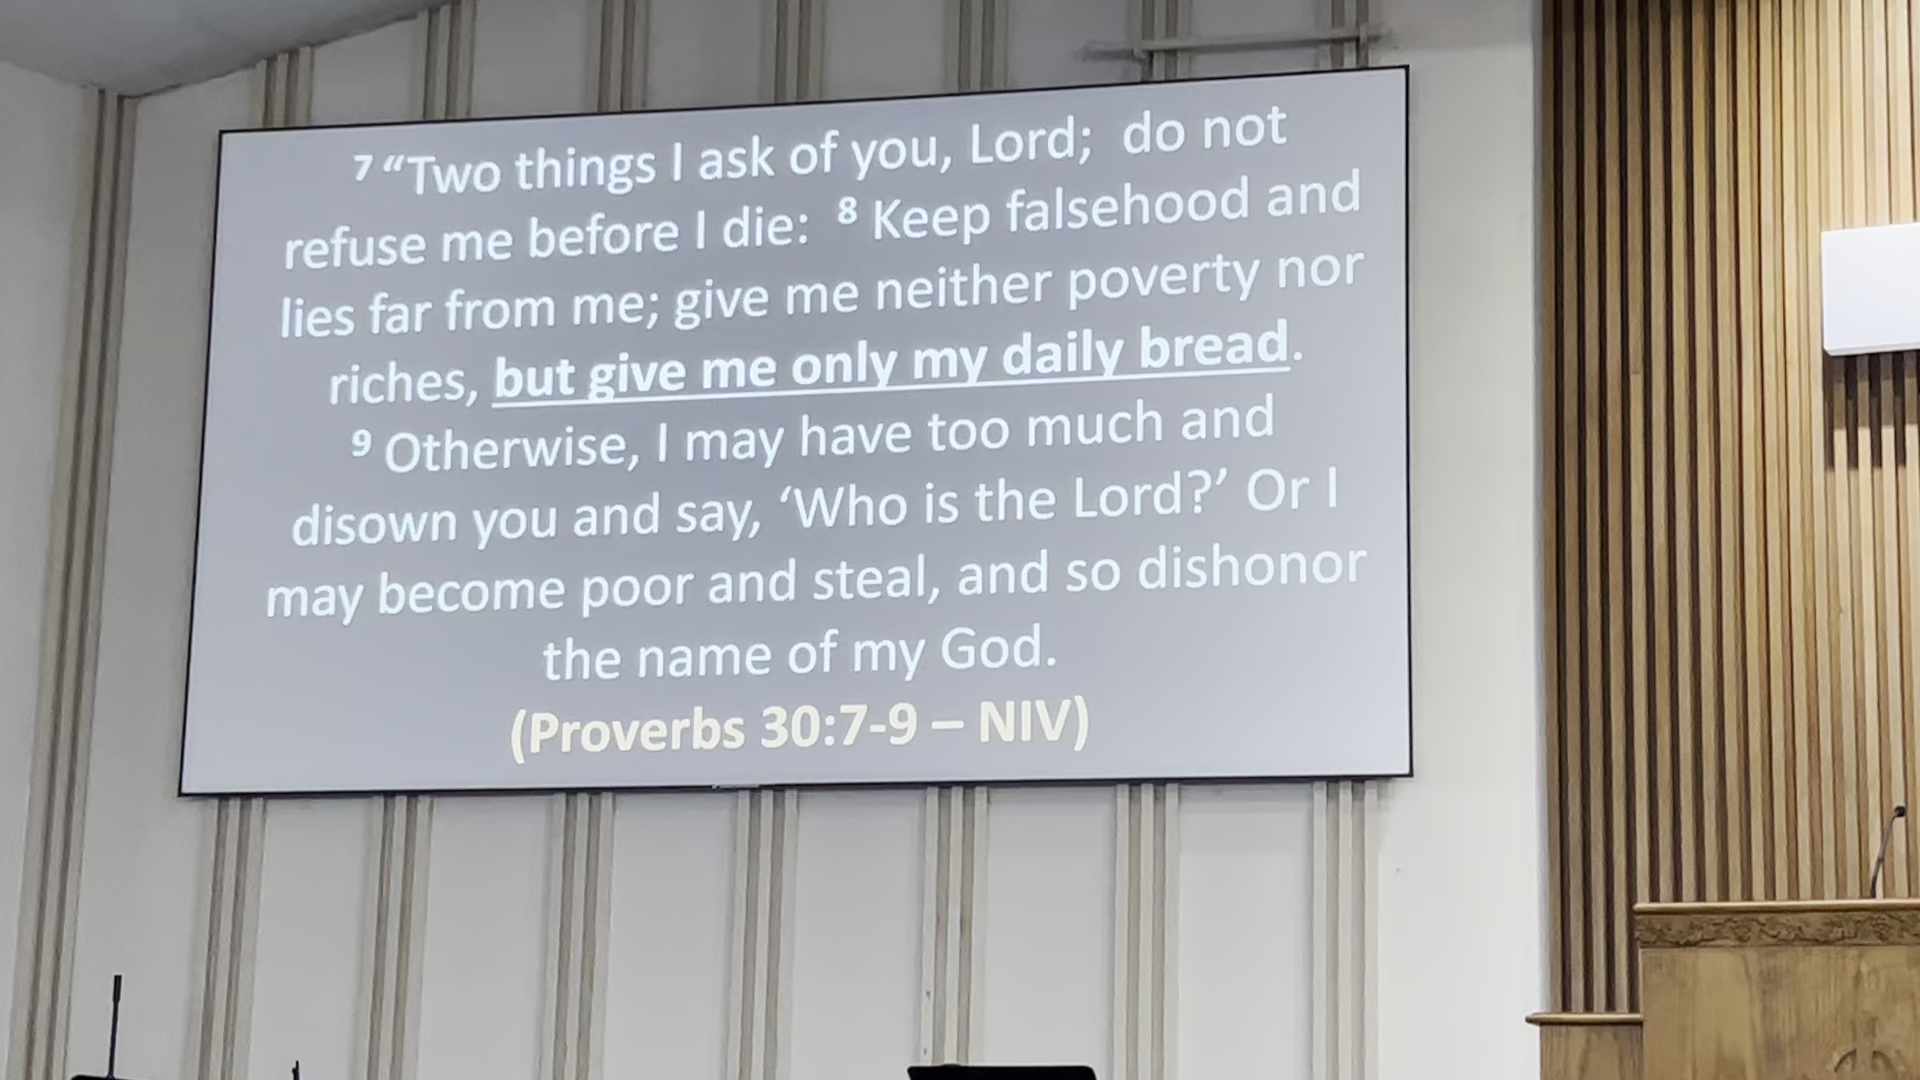 7 “Two things I ask of you, Lord; do not
refuse me before I die: 8 Keep falsehood and
lies far from me; give me neither poverty nor
riches, but give me only my daily bread.
9 Otherwise, I may have too much and
disown you and say, ‘Who is the Lord?’ Or I
may become poor and steal, and so dishonor
the name of my God.
(Proverbs 30:7-9 – NIV)